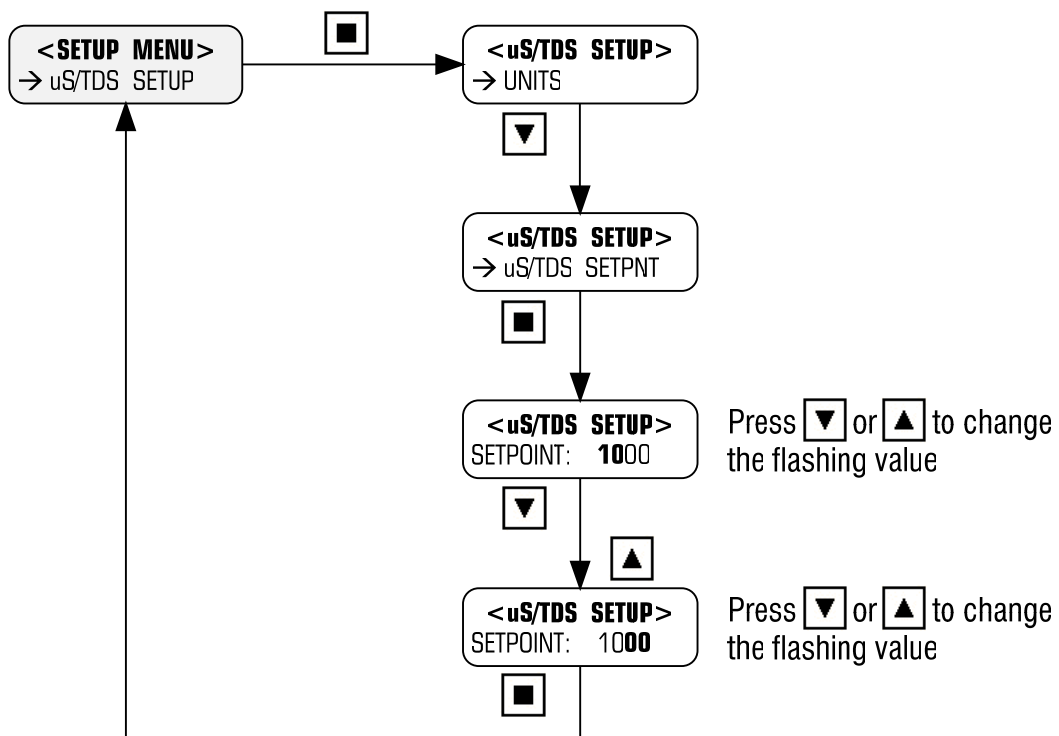 <SETUP MENU>
→ uS/TDS SETUP
<uS/TDS SETUP>
→ UNITS
<uS/TDS SETUP>
→ uS/TDS SETPNT
<uS/TDS SETUP>
SETPOINT: 1000
Press ▼ or ▲ to change
the flashing value
<uS/TDS SETUP>
SETPOINT: 1000
Press ▼ or ▲ to change
the flashing value